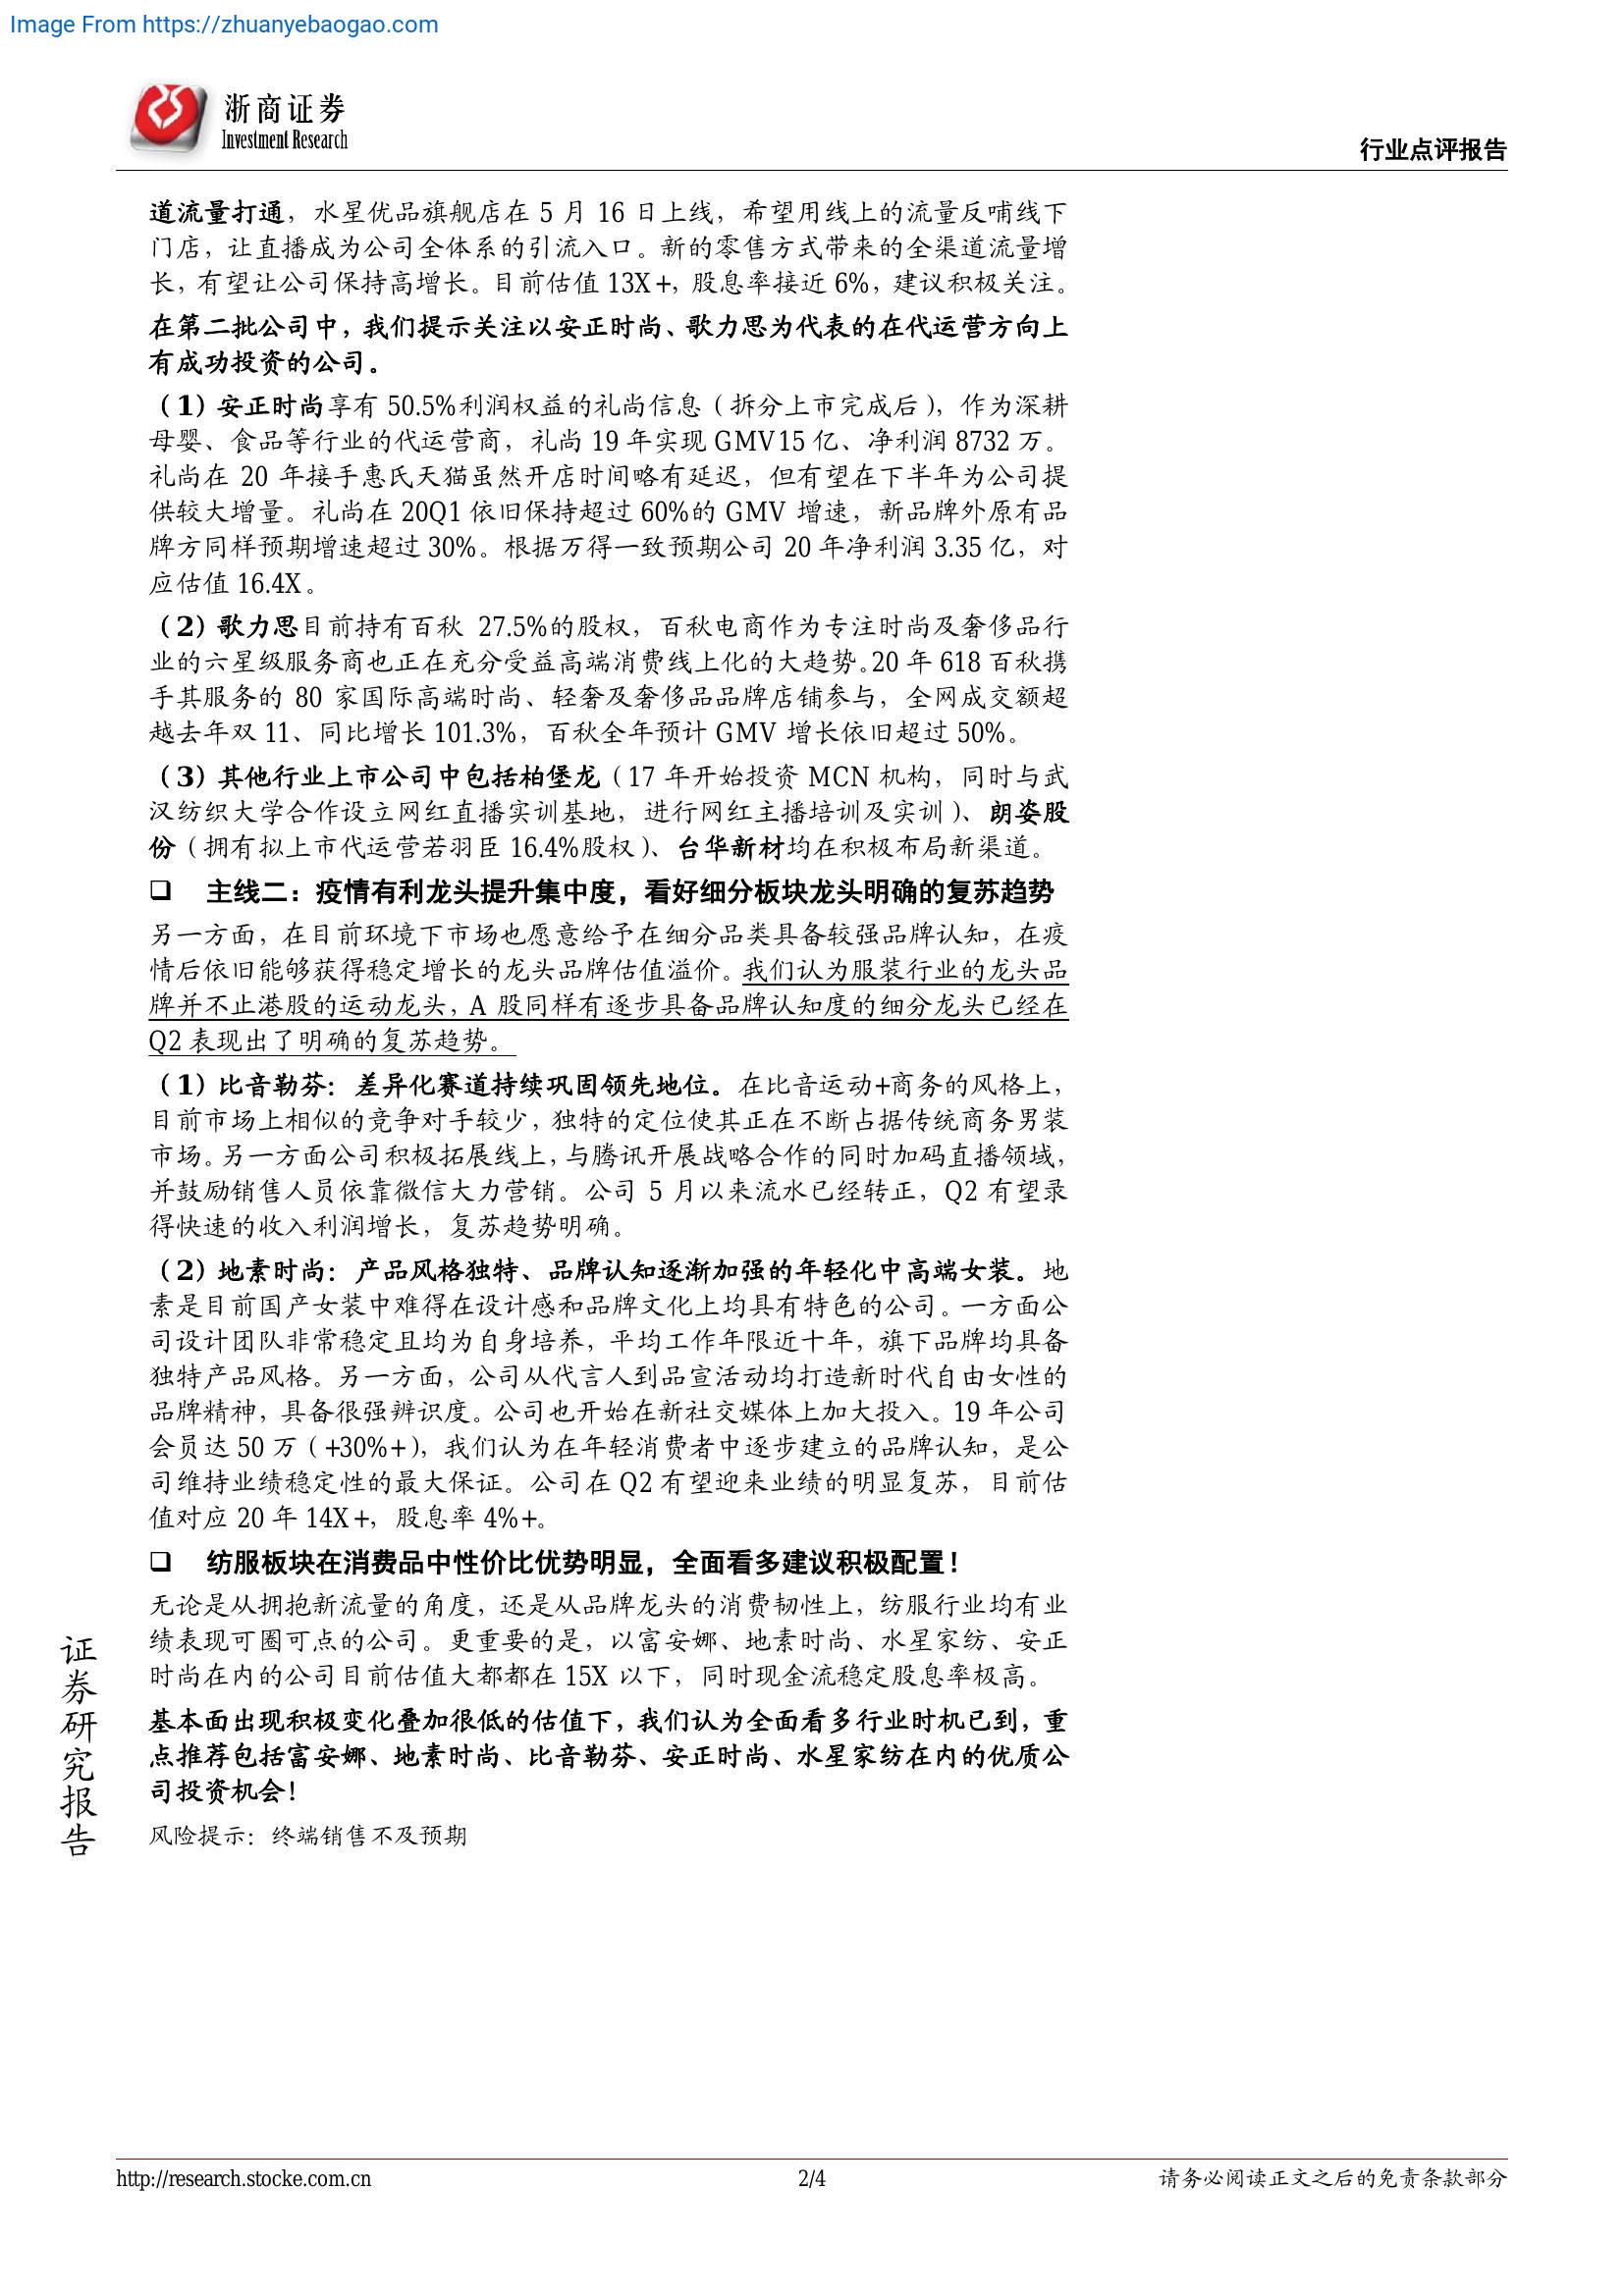 Image From https://zhuanyebaogao.com
浙商证券
Investment Research
行业点评报告
道流量打通，水星优品旗舰店在 5 月 16 日上线，希望用线上的流量反哺线下
门店，让直播成为公司全体系的引流入口。新的零售方式带来的全渠道流量增
长，有望让公司保持高增长。目前估值 13X+，股息率接近 6%，建议积极关注。
在第二批公司中，我们提示关注以安正时尚、歌力思为代表的在代运营方向上
有成功投资的公司。
（1）安正时尚享有 50.5%利润权益的礼尚信息（拆分上市完成后），作为深耕
母婴、食品等行业的代运营商，礼尚 19 年实现 GMV15 亿、净利润 8732 万。
礼尚在 20 年接手惠氏天猫虽然开店时间略有延迟，但有望在下半年为公司提
供较大增量。礼尚在 20Q1 依旧保持超过 60%的 GMV 增速，新品牌外原有品
牌方同样预期增速超过 30%。根据万得一致预期公司 20 年净利润 3.35 亿，对
应估值 16.4X。
（2）歌力思目前持有百秋 27.5%的股权，百秋电商作为专注时尚及奢侈品行
业的六星级服务商也正在充分受益高端消费线上化的大趋势。20 年 618 百秋携
手其服务的 80 家国际高端时尚、轻奢及奢侈品品牌店铺参与，全网成交额超
越去年双 11、同比增长 101.3%，百秋全年预计 GMV 增长依旧超过 50%。
（3）其他行业上市公司中包括柏堡龙（17 年开始投资 MCN 机构，同时与武
汉纺织大学合作设立网红直播实训基地，进行网红主播培训及实训）、朗姿股
份（拥有拟上市代运营若羽臣 16.4%股权）、台华新材均在积极布局新渠道。
❑ 主线二：疫情有利龙头提升集中度，看好细分板块龙头明确的复苏趋势
另一方面，在目前环境下市场也愿意给予在细分品类具备较强品牌认知，在疫
情后依旧能够获得稳定增长的龙头品牌估值溢价。我们认为服装行业的龙头品
牌并不止港股的运动龙头，A 股同样有逐步具备品牌认知度的细分龙头已经在
Q2 表现出了明确的复苏趋势。
（1）比音勒芬：差异化赛道持续巩固领先地位。在比音运动+商务的风格上，
目前市场上相似的竞争对手较少，独特的定位使其正在不断占据传统商务男装
市场。另一方面公司积极拓展线上，与腾讯开展战略合作的同时加码直播领域，
并鼓励销售人员依靠微信大力营销。公司 5 月以来流水已经转正，Q2 有望录
得快速的收入利润增长，复苏趋势明确。
（2）地素时尚：产品风格独特、品牌认知逐渐加强的年轻化中高端女装。地
素是目前国产女装中难得在设计感和品牌文化上均具有特色的公司。一方面公
司设计团队非常稳定且均为自身培养，平均工作年限近十年，旗下品牌均具备
独特产品风格。另一方面，公司从代言人到品宣活动均打造新时代自由女性的
品牌精神，具备很强辨识度。公司也开始在新社交媒体上加大投入。19 年公司
会员达 50 万（+30%+），我们认为在年轻消费者中逐步建立的品牌认知，是公
司维持业绩稳定性的最大保证。公司在 Q2 有望迎来业绩的明显复苏，目前估
值对应 20 年 14X+，股息率 4%+。
❑ 纺服板块在消费品中性价比优势明显，全面看多建议积极配置！
无论是从拥抱新流量的角度，还是从品牌龙头的消费韧性上，纺服行业均有业
绩表现可圈可点的公司。更重要的是，以富安娜、地素时尚、水星家纺、安正
时尚在内的公司目前估值大都都在 15X 以下，同时现金流稳定股息率极高。
基本面出现积极变化叠加很低的估值下，我们认为全面看多行业时机已到，重
点推荐包括富安娜、地素时尚、比音勒芬、安正时尚、水星家纺在内的优质公
司投资机会！
风险提示：终端销售不及预期
证券研究报告
http://research.stocke.com.cn
2/4
请务必阅读正文之后的免责条款部分